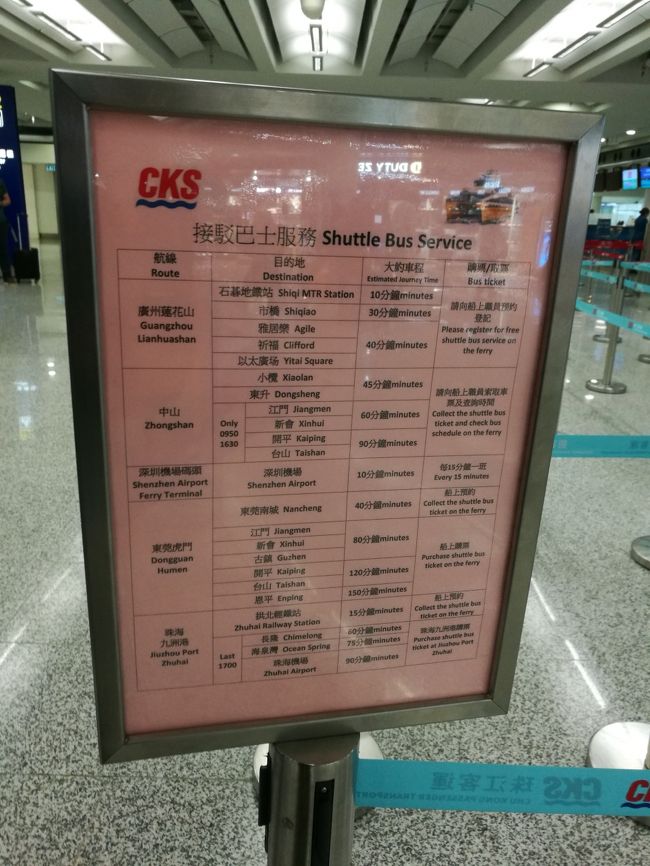 CKS
接駁巴士服務 Shuttle Bus Service
航線
Route
目的地
Destination
大約車程
Estimated Journey Time
購票/取票
Bus ticket
廣州蓮花山
Guangzhou
Lianhuashan
石碁地鐵站 Shiqi MTR Station
10分鐘minutes
市橋 Shiqiao
30分鐘minutes
雅居樂 Agile
祈福 Clifford
以太廣场 Yitai Square
40分鐘minutes
請向船上職員預約
登記
Please register for free
shuttle bus service on
the ferry
中山
Zhongshan
小欖 Xiaolan
東升 Dongsheng
45分鐘minutes
Only
0950
1630
江門 Jiangmen
新會 Xinhui
60分鐘minutes
開平 Kaiping
台山 Taishan
90分鐘minutes
請向船上職員索取車
票及查詢時間
Collect the shuttle bus
ticket and check bus
schedule on the ferry
深圳機場碼頭
Shenzhen Airport
Ferry Terminal
深圳機場
Shenzhen Airport
10分鐘minutes
每15分鐘一班
Every 15 minutes
東莞虎門
Dongguan
Humen
東莞南城 Nancheng
40分鐘minutes
船上預約
Collect the shuttle bus
ticket on the ferry
江門 Jiangmen
新會 Xinhui
古鎮 Guzhen
80分鐘minutes
開平 Kaiping
台山 Taishan
120分鐘minutes
恩平 Enping
150分鐘minutes
船上購票
Purchase shuttle bus
ticket on the ferry
珠海
九洲港
Jiuzhou Port
Zhuhai
拱北輕鐵站
Zhuhai Railway Station
15分鐘minutes
船上預約
Collect the shuttle bus
ticket on the ferry
Last
1700
長隆 Chimelong
60分鐘minutes
海泉灣 Ocean Spring
75分鐘minutes
珠海機場
Zhuhai Airport
90分鐘minutes
珠海九洲港購票
Purchase shuttle bus
ticket at Jiuzhou Port
Zhuhai
CKS 珠江客運
CHU KONG PASSENGER TRANSPORT